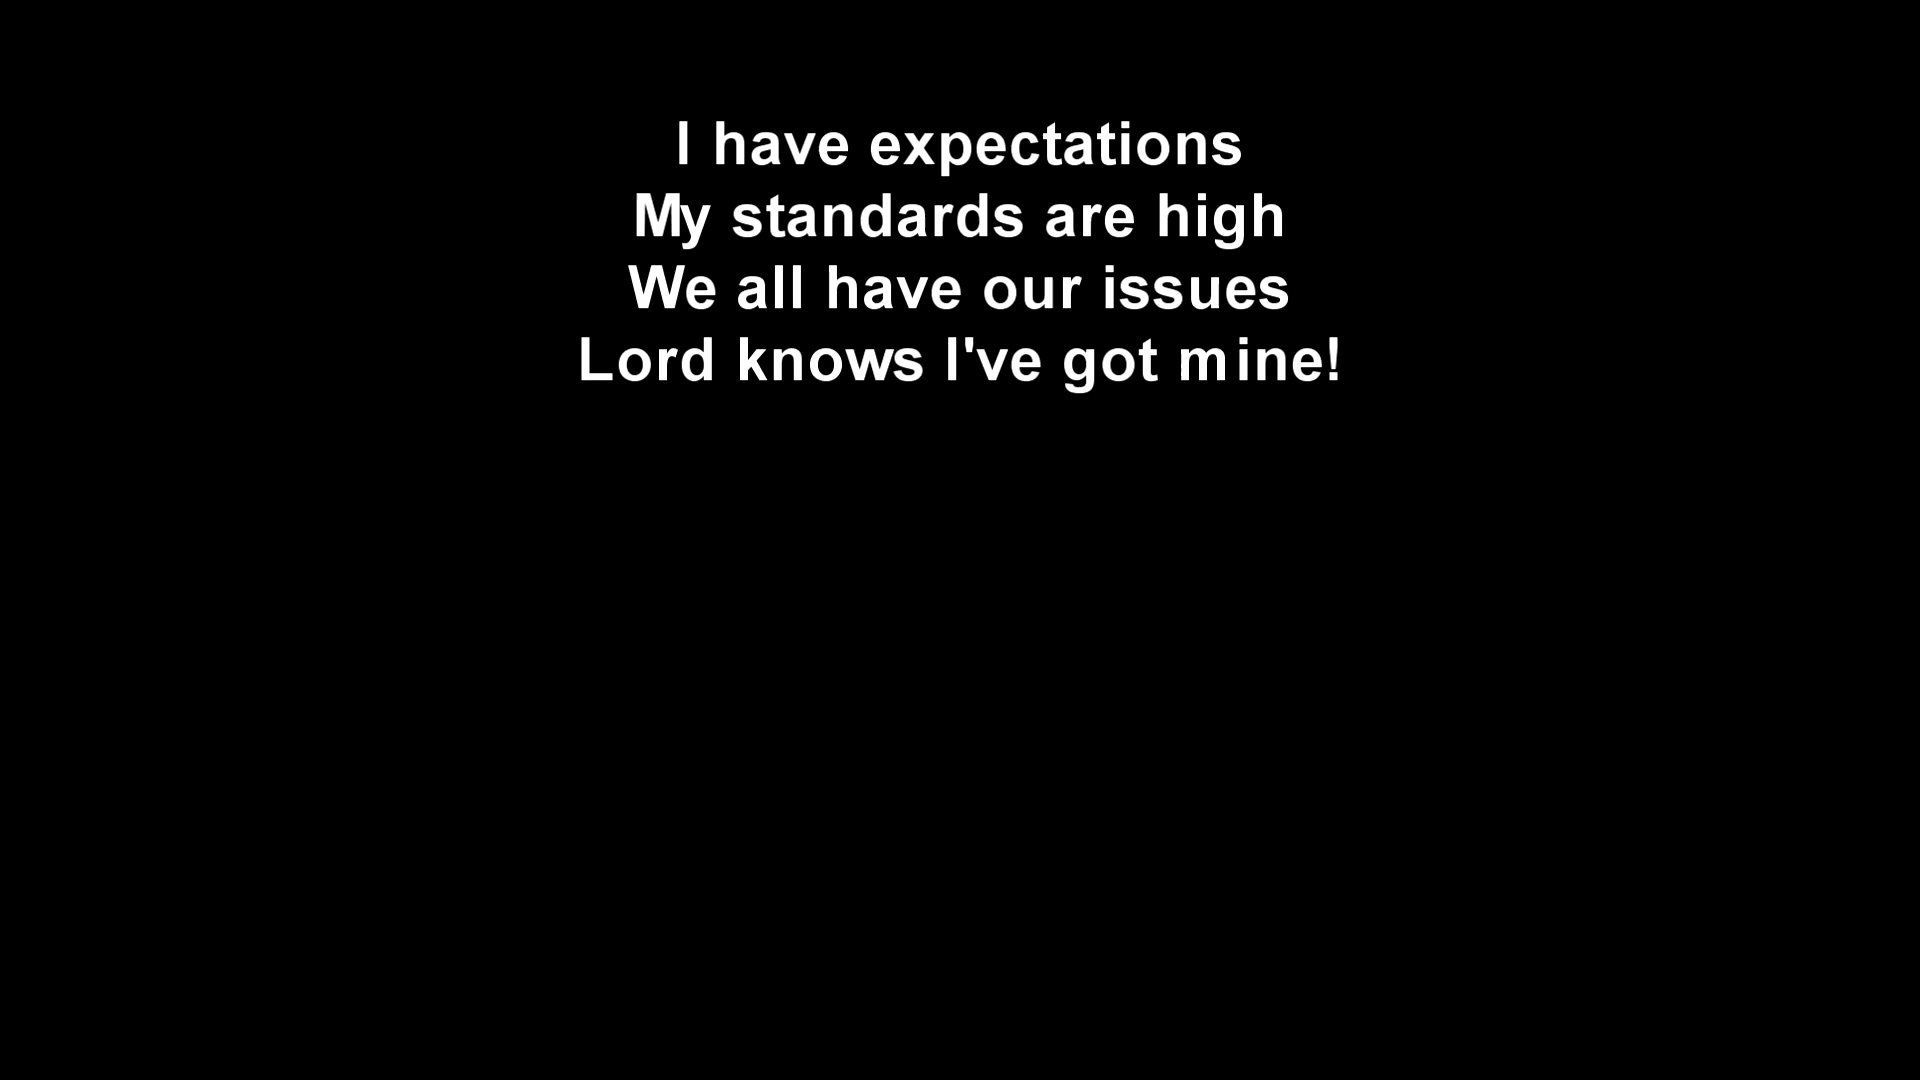 I have expectations
My standards are high
We all have our issues
Lord knows I've got mine!